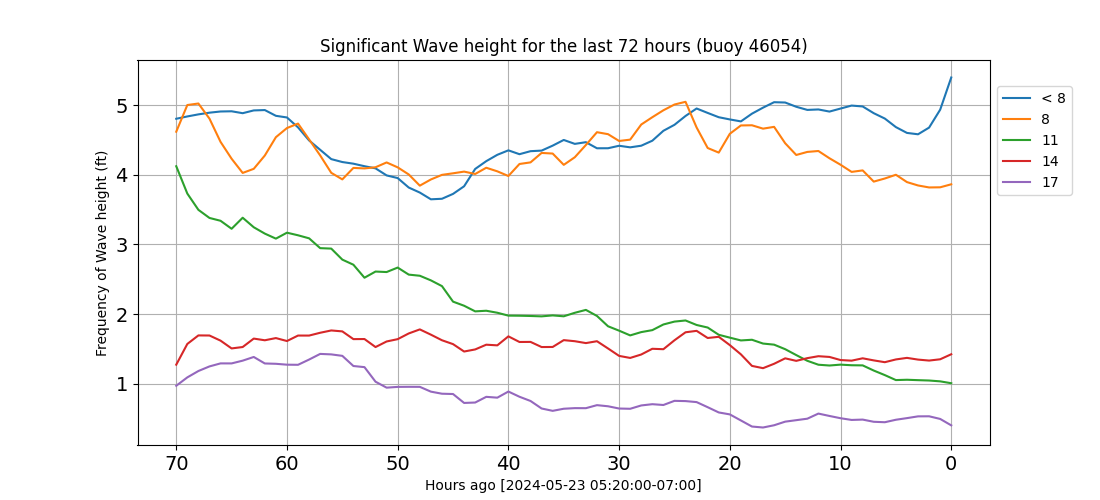 Significant Wave height for the last 72 hours (buoy 46054)
Frequency of Wave height (ft)
5
4
3
2
1
70 60 50 40 30 20 10 0
Hours ago [2024-05-23 05:20:00-07:00]
< 8
8
11
14
17